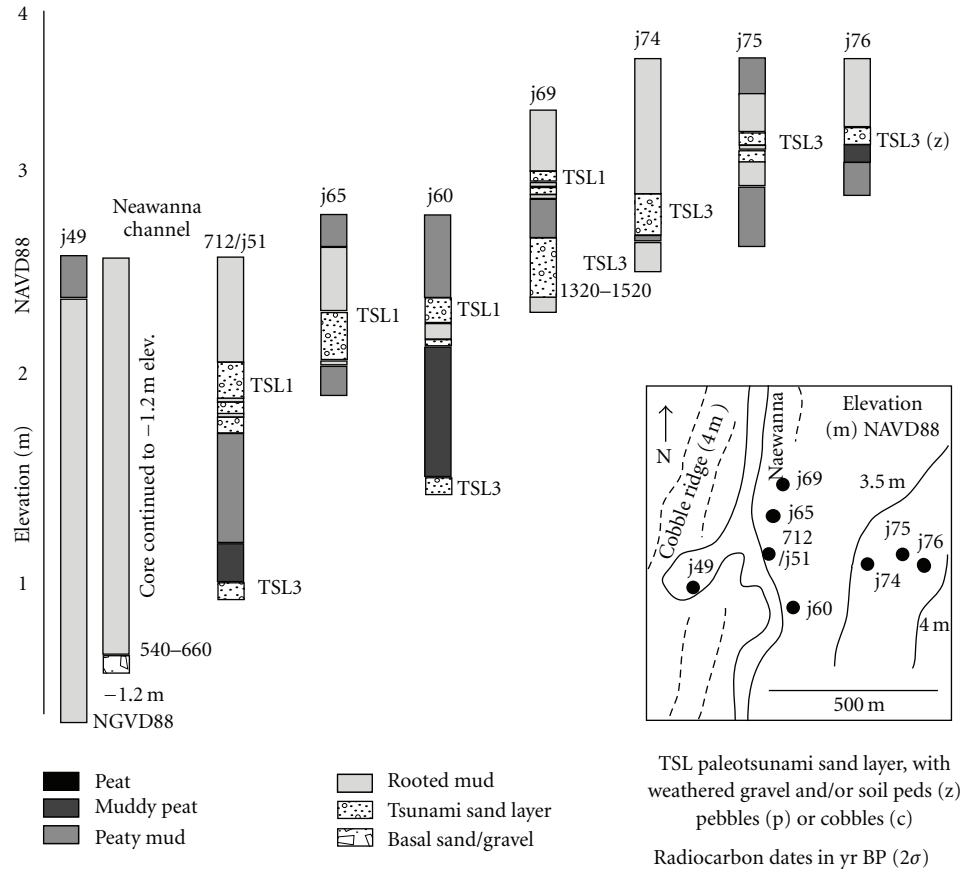 4
3
2
1
Elevation (m)
NAVD88
j49
Neawanna
channel
Core continued to −1.2 m elev.
540–660
−1.2 m
NGVD88
712/j51
TSL1
TSL3
j65
TSL1
j60
TSL1
TSL3
j69
TSL1
1320–1520
j74
TSL3
TSL3
j75
TSL3
j76
TSL3 (z)
Elevation
(m) NAVD88
N
Cobble ridge (4 m)
Naewanna
j69
j65
712
/j51
j49
j60
3.5 m
j75
j76
j74
4 m
500 m
Peat
Muddy peat
Peaty mud
Rooted mud
Tsunami sand layer
Basal sand/gravel
TSL paleotsunami sand layer, with
weathered gravel and/or soil peds (z)
pebbles (p) or cobbles (c)
Radiocarbon dates in yr BP (2σ)